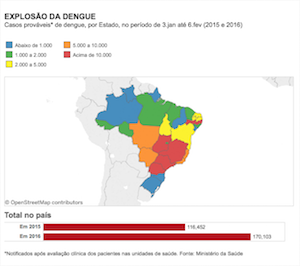 EXPLOSÃO DA DENGUE
Casos prováveis* de dengue, por Estado, no período de 3.jan até 6.fev (2015 e 2016)
Abaixo de 1.000
5.000 a 10.000
1.000 a 2.000
Acima de 10.000
2.000 a 5.000
© OpenStreetMap contributors
Total no país
Em 2015
116,452
Em 2016
170,103
*Notificados após avaliação clínica dos pacientes nas unidades de saúde. Fonte: Ministério da Saúde